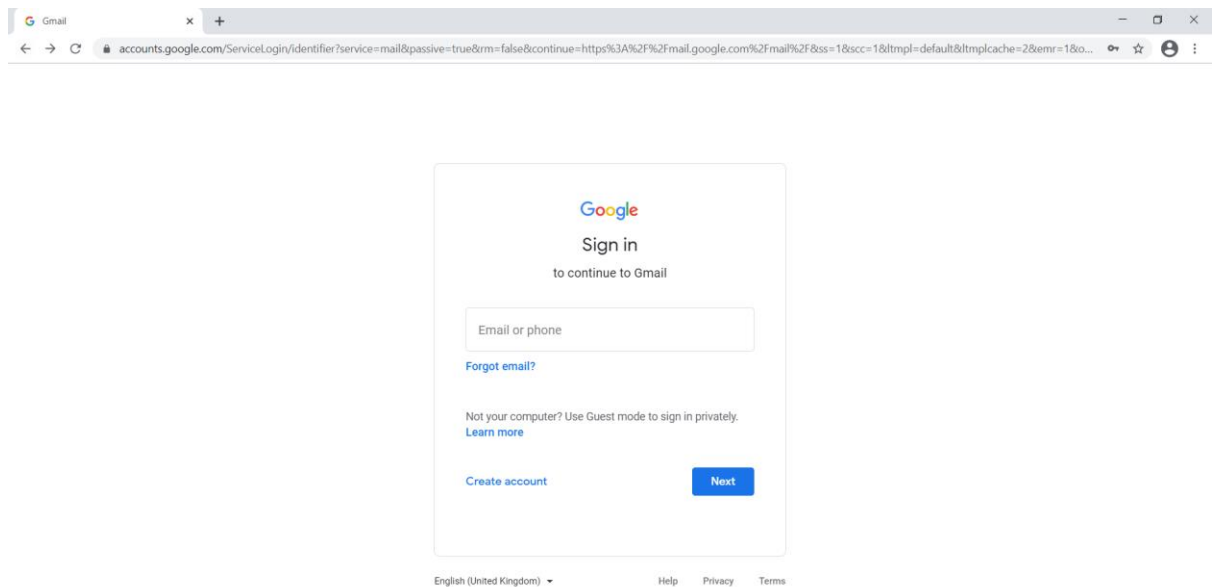 Gmail
accounts.google.com/ServiceLogin/identifier?service=mail&passive=true&rm=false&continue=https%3A%2F%2Fmail.google.com%2Fmail%2F&ss=1&scc=1&ltmpl=default&ltmplcache=2&emr=1&o...
Google
Sign in
to continue to Gmail
Email or phone
Forgot email?
Not your computer? Use Guest mode to sign in privately.
Learn more
Create account Next
English (United Kingdom) Help Privacy Terms